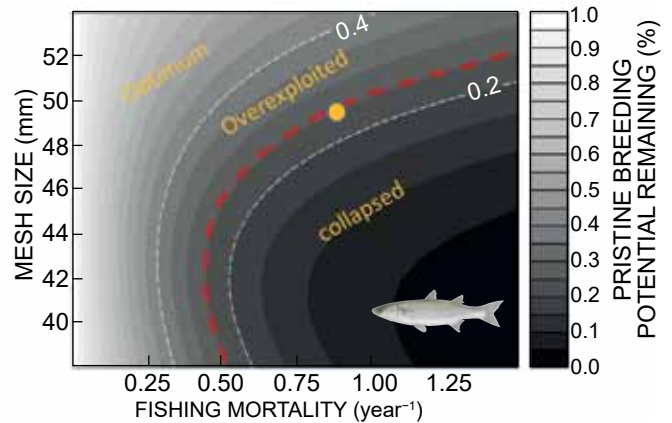 52
50
48
46
44
42
40
MESH SIZE (mm)
Optimum
Overexploited
collapsed
0.4
0.2
0.25 0.50 0.75 1.00 1.25
FISHING MORTALITY (year⁻¹)
1.0
0.9
0.8
0.7
0.6
0.5
0.4
0.3
0.2
0.1
0.0
PRISTINE BREEDING
POTENTIAL REMAINING (%)